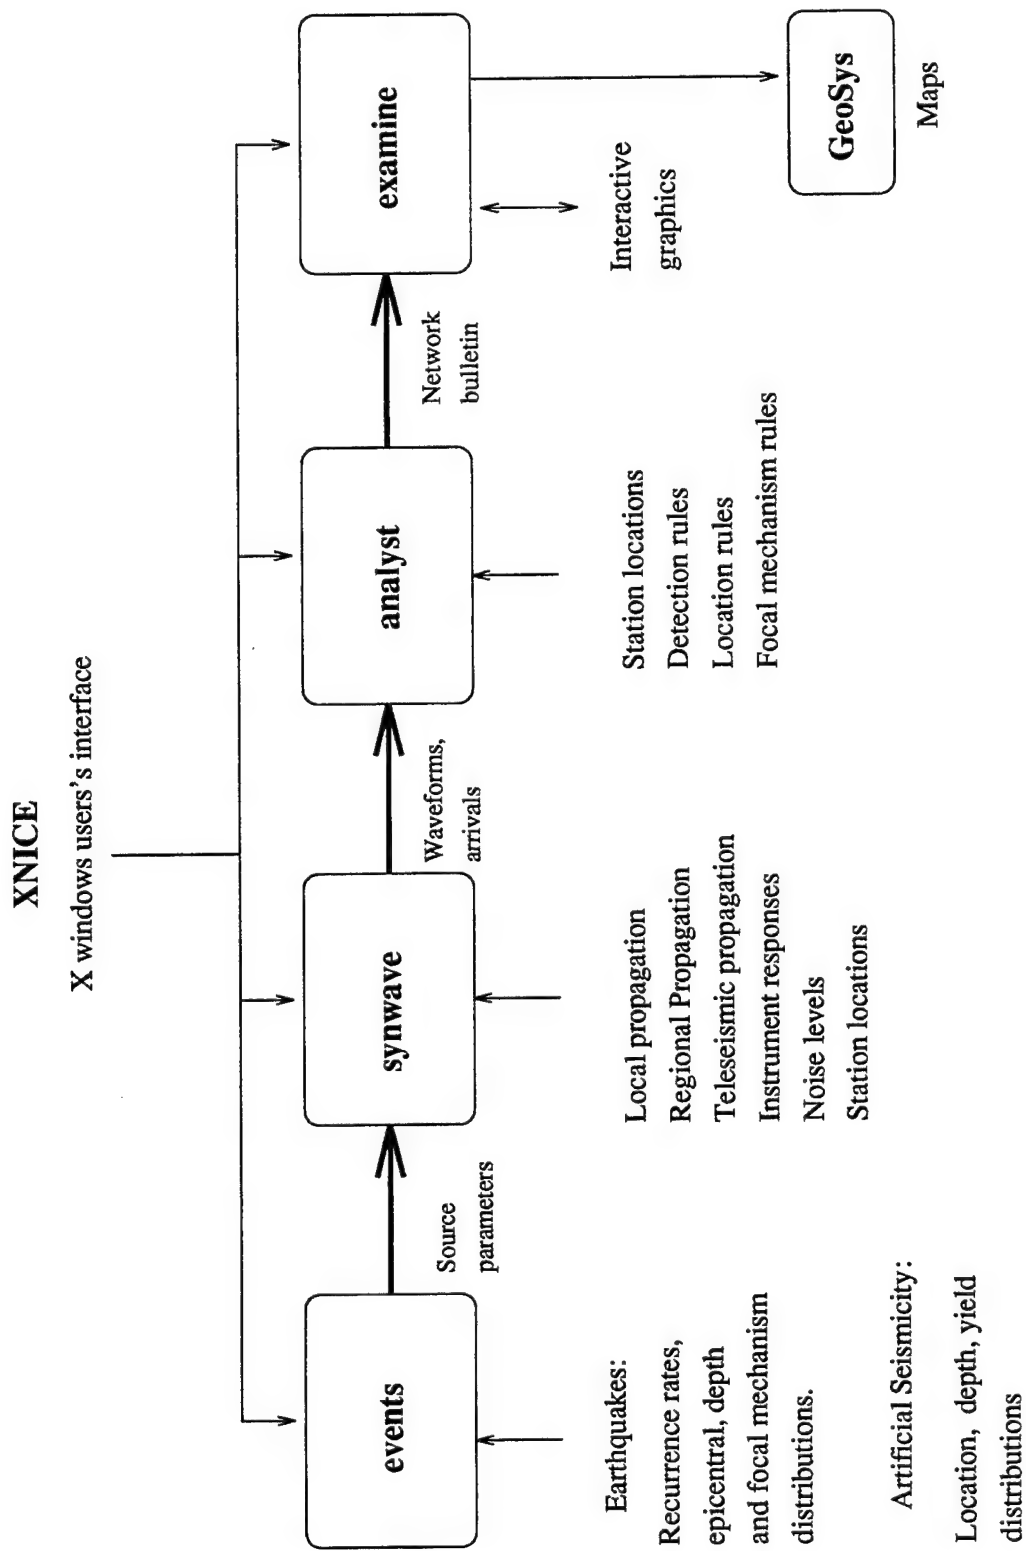 XNICE
X windows users's interface
events
synwave
analyst
examine
Source
parameters
Waveforms,
arrivals
Network
bulletin
Earthquakes:
Recurrence rates,
epicentral, depth
and focal mechanism
distributions.
Artificial Seismicity:
Location, depth, yield
distributions
Local propagation
Regional Propagation
Teleseismic propagation
Instrument responses
Noise levels
Station locations
Station locations
Detection rules
Location rules
Focal mechanism rules
Interactive
graphics
GeoSys
Maps